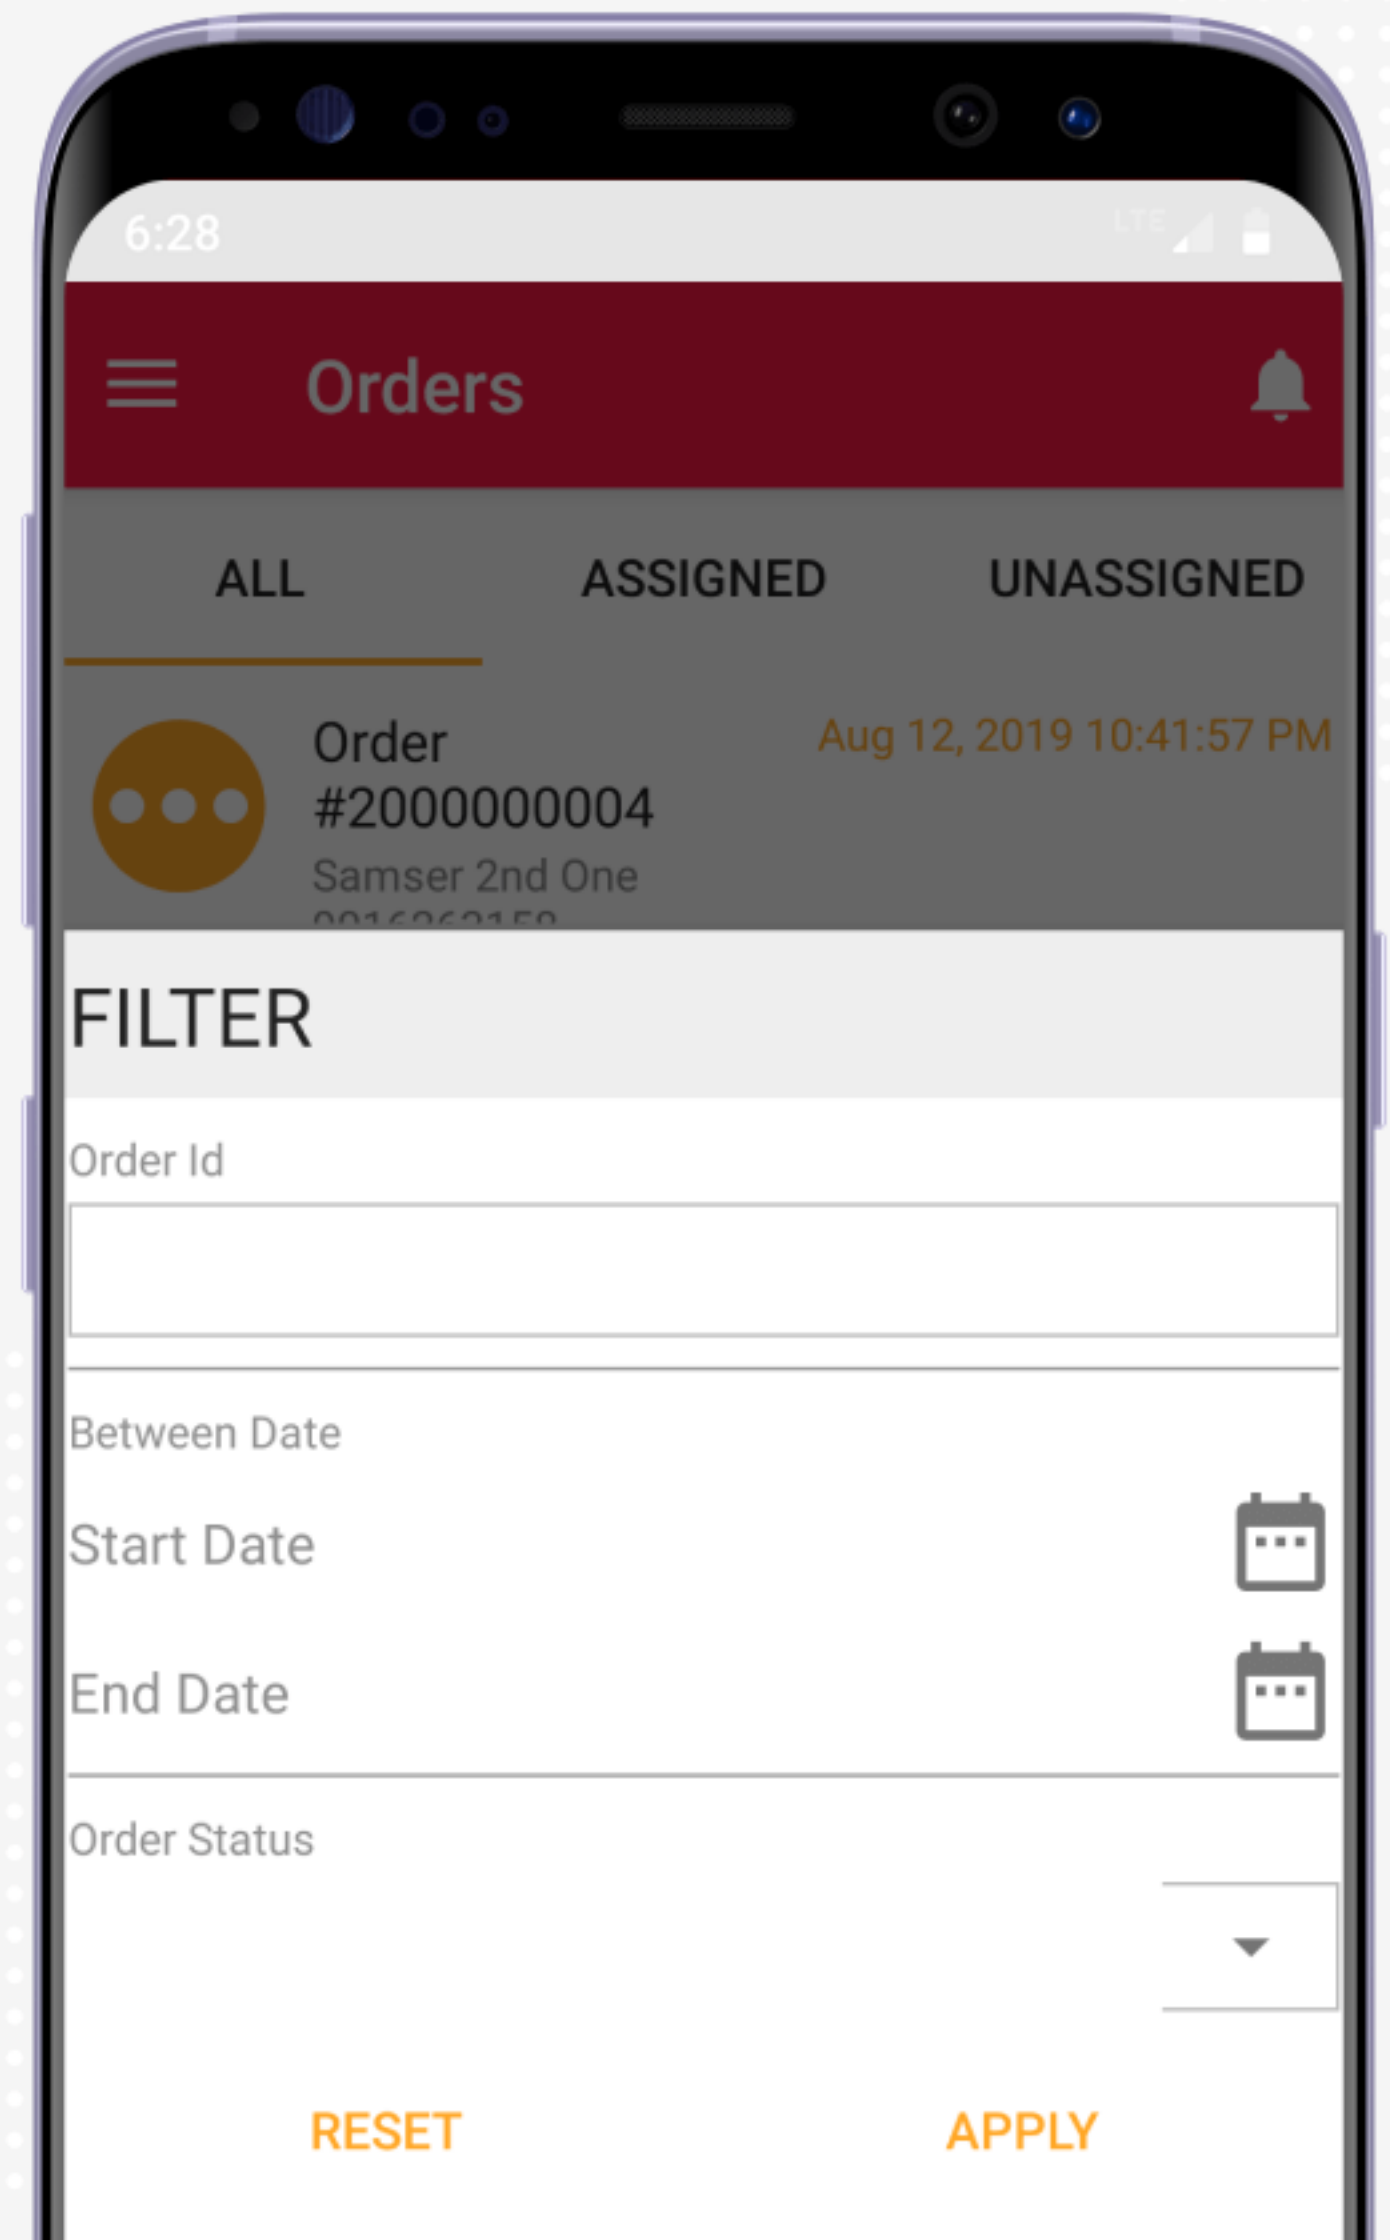 6:28 LTE
Orders
ALL ASSIGNED UNASSIGNED
Order Aug 12, 2019 10:41:57 PM
#2000000004
Samser 2nd One
FILTER
Order Id
Between Date
Start Date
End Date
Order Status
RESET APPLY